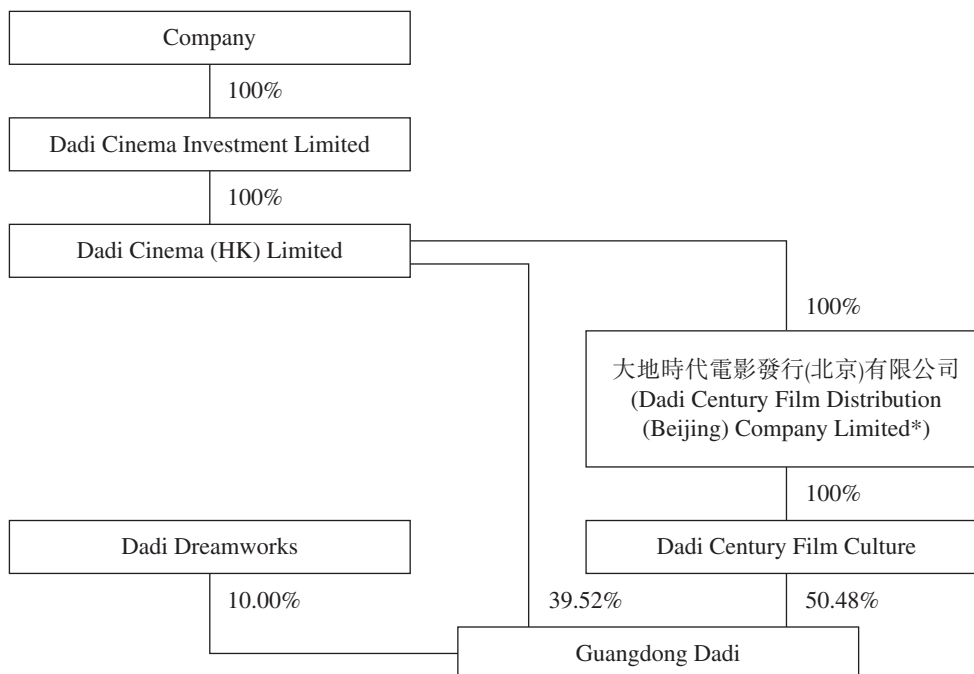 Company
100%
Dadi Cinema Investment Limited
100%
Dadi Cinema (HK) Limited
100%
大地時代電影發行(北京)有限公司
(Dadi Century Film Distribution
(Beijing) Company Limited*)
100%
Dadi Dreamworks
Dadi Century Film Culture
10.00%
39.52%
50.48%
Guangdong Dadi